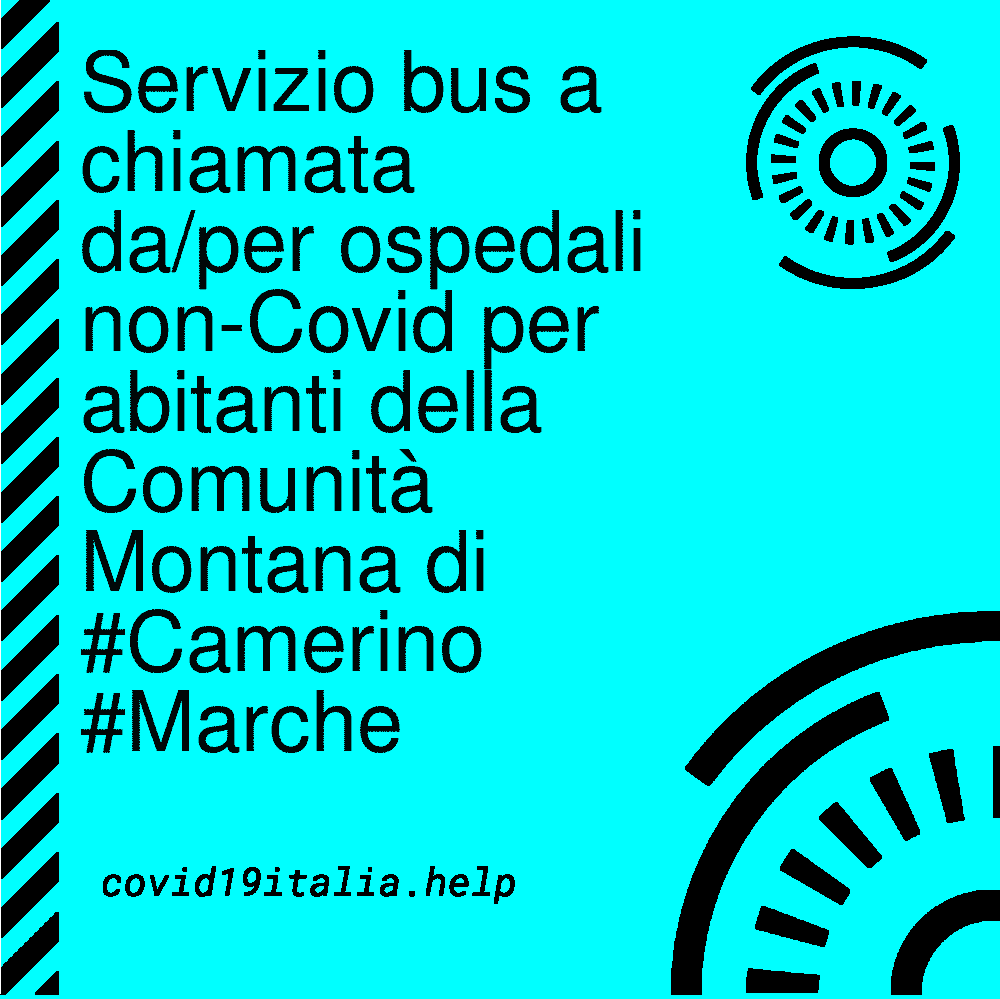 Servizio bus a
chiamata
da/per ospedali
non-Covid per
abitanti della
Comunità
Montana di
#Camerino
#Marche
covid19italia.help